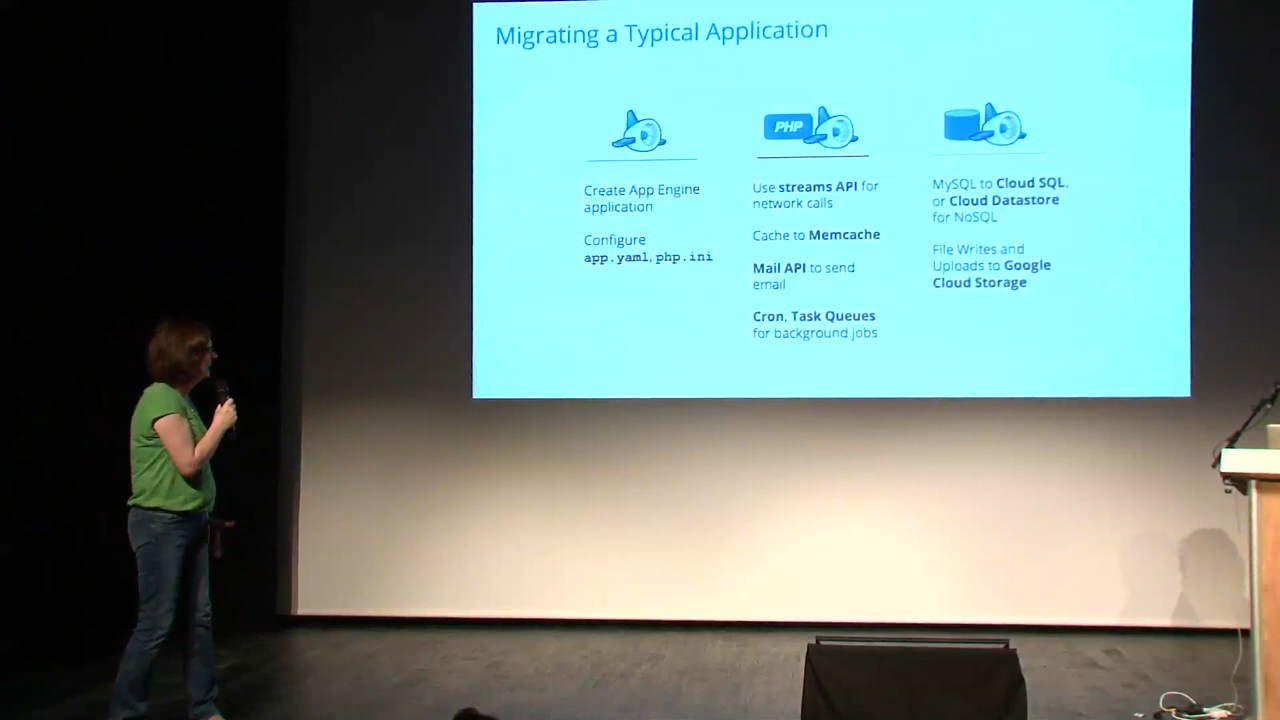 Migrating a Typical Application
PHP
Create App Engine
application
Configure
app.yaml, php.ini
Use streams API for
network calls
Cache to Memcache
Mail API to send
email
Cron, Task Queues
for background jobs
MySQL to Cloud SQL,
or Cloud Datastore
for NoSQL
File Writes and
Uploads to Google
Cloud Storage